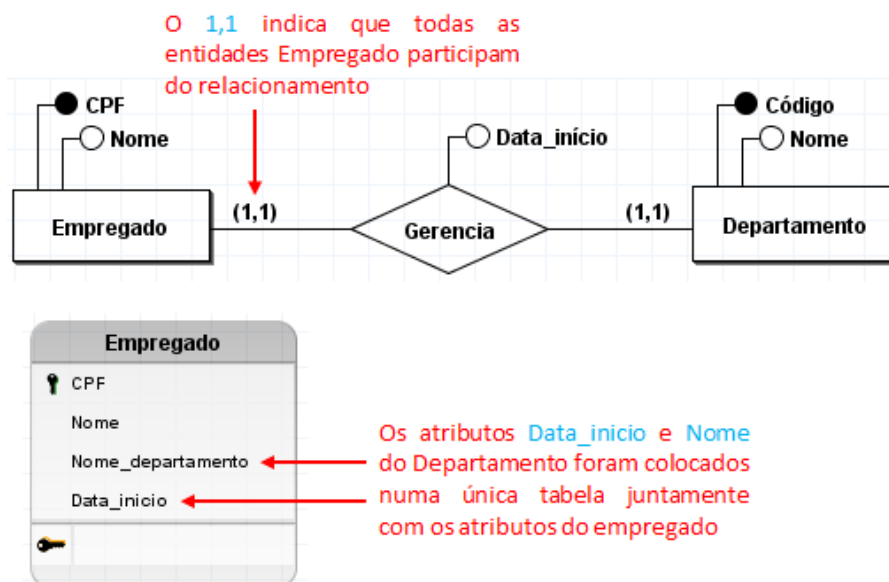 O 1,1 indica que todas as
entidades Empregado participam
do relacionamento
CPF
Nome
Data_início
Código
Nome
Empregado
(1,1)
Gerencia
(1,1)
Departamento
Empregado
CPF
Nome
Nome_departamento
Data_inicio
Os atributos Data_inicio e Nome
do Departamento foram colocados
numa única tabela juntamente
com os atributos do empregado